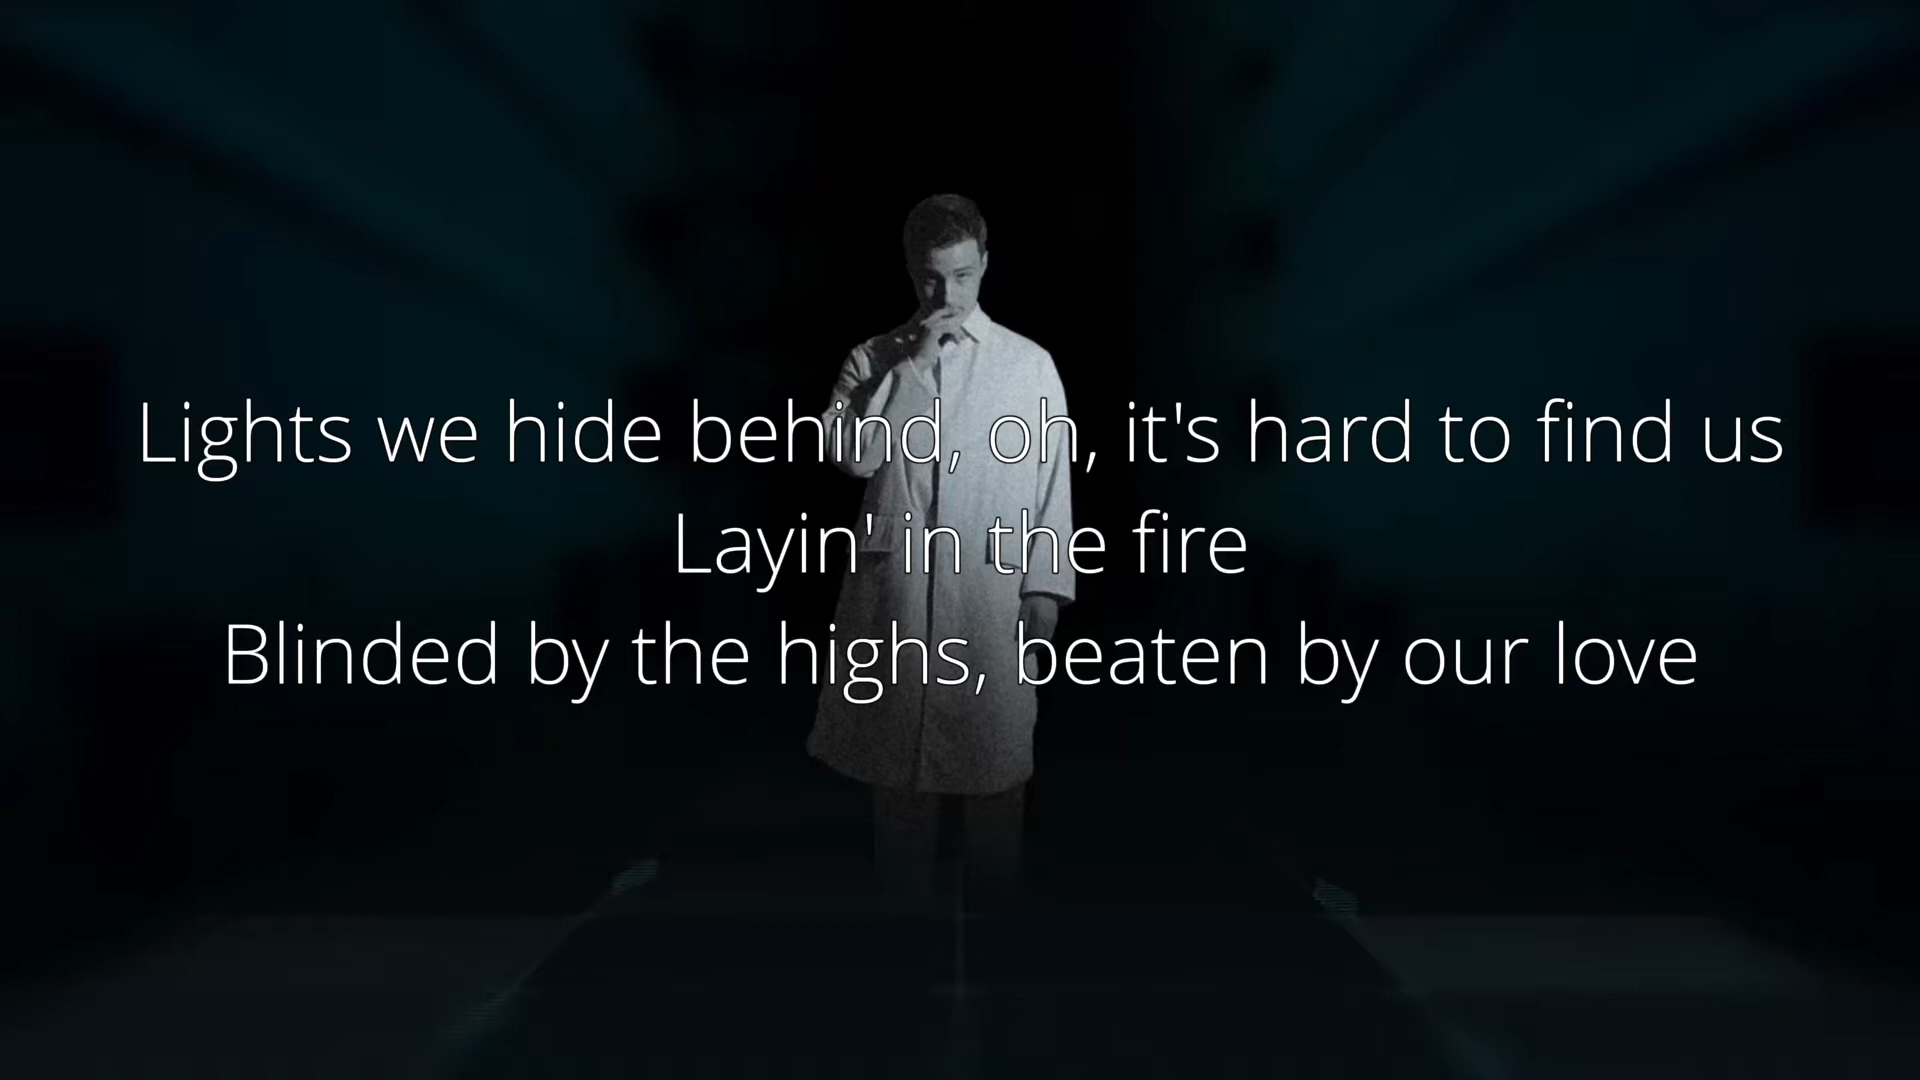 Lights we hide behind, oh, it's hard to find us
Layin' in the fire
Blinded by the highs, beaten by our love